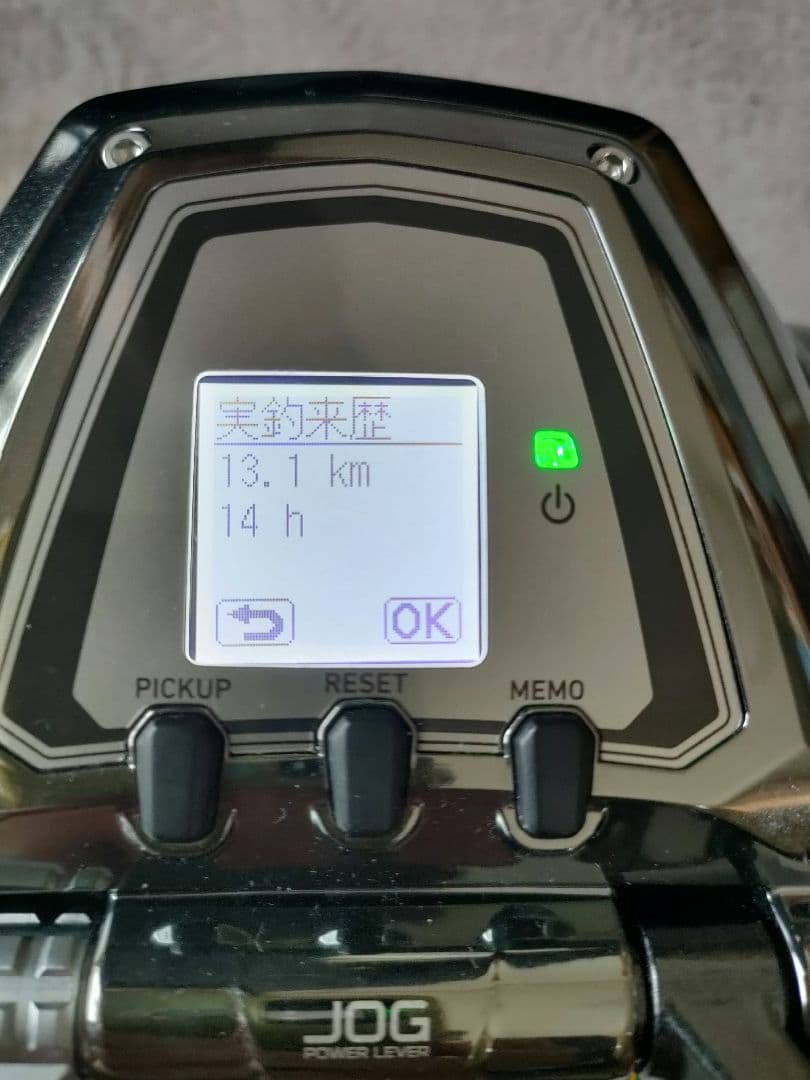 実釣来歴
13.1 km
14 h
OK
PICKUP RESET MEMO
JOG
POWER LEVER